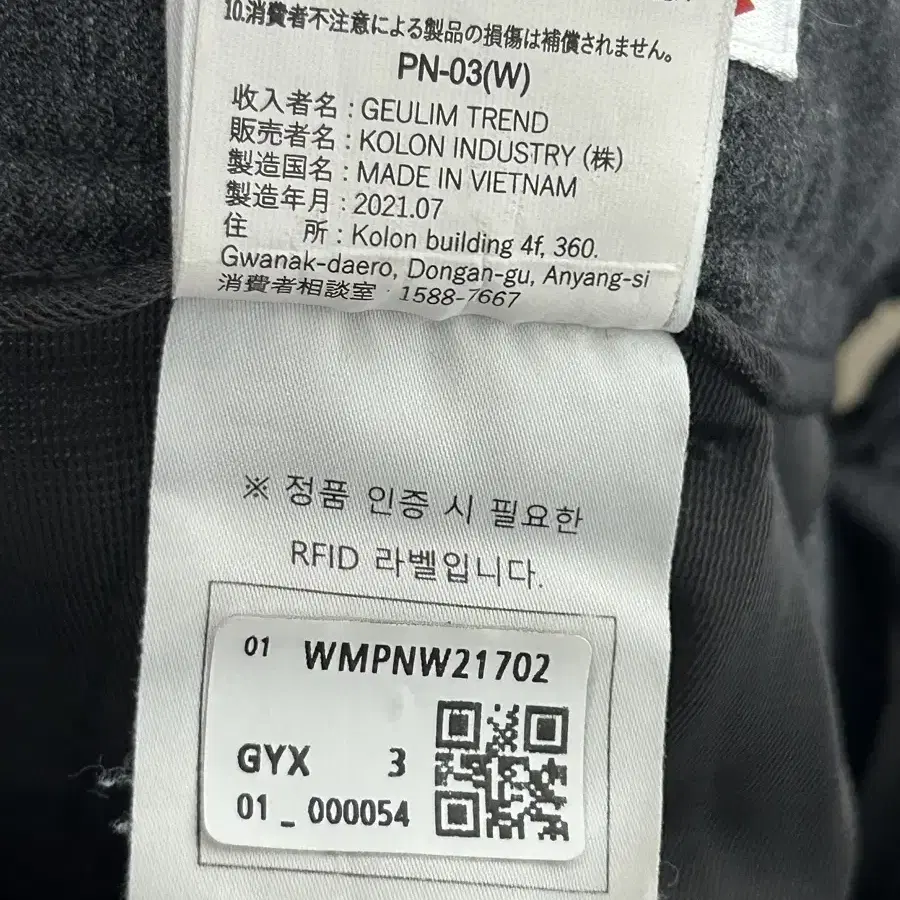 10.消費者不注意による製品の損傷は補償されません。
PN-03(W)
収入者名 : GEULIM TREND
販売者名 : KOLON INDUSTRY (株)
製造国名 : MADE IN VIETNAM
製造年月 : 2021.07
住 所 : Kolon building 4f, 360.
Gwanak-daero, Dongan-gu, Anyang-si
消費者相談室 : 1588-7667
※ 정품 인증 시 필요한
RFID 라벨입니다.
01 WMPNW21702
GYX 3
01 _ 000054